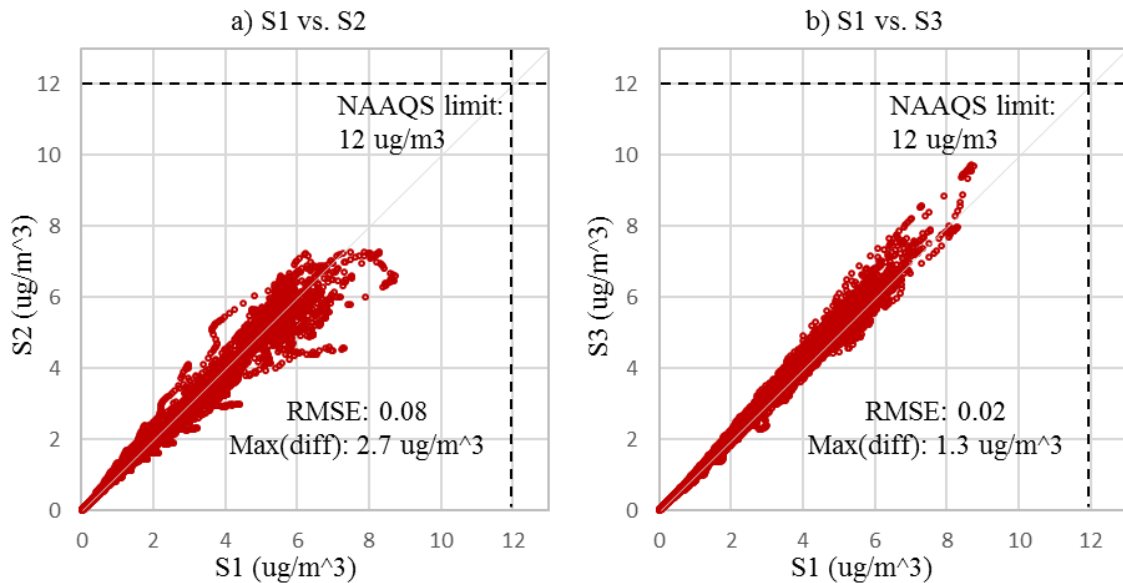 a) S1 vs. S2
12
10
8
6
4
2
0
S2 (ug/m^3)
NAAQS limit:
12 ug/m3
RMSE: 0.08
Max(diff): 2.7 ug/m^3
0 2 4 6 8 10 12
S1 (ug/m^3)
b) S1 vs. S3
12
10
8
6
4
2
0
S3 (ug/m^3)
NAAQS limit:
12 ug/m3
RMSE: 0.02
Max(diff): 1.3 ug/m^3
0 2 4 6 8 10 12
S1 (ug/m^3)